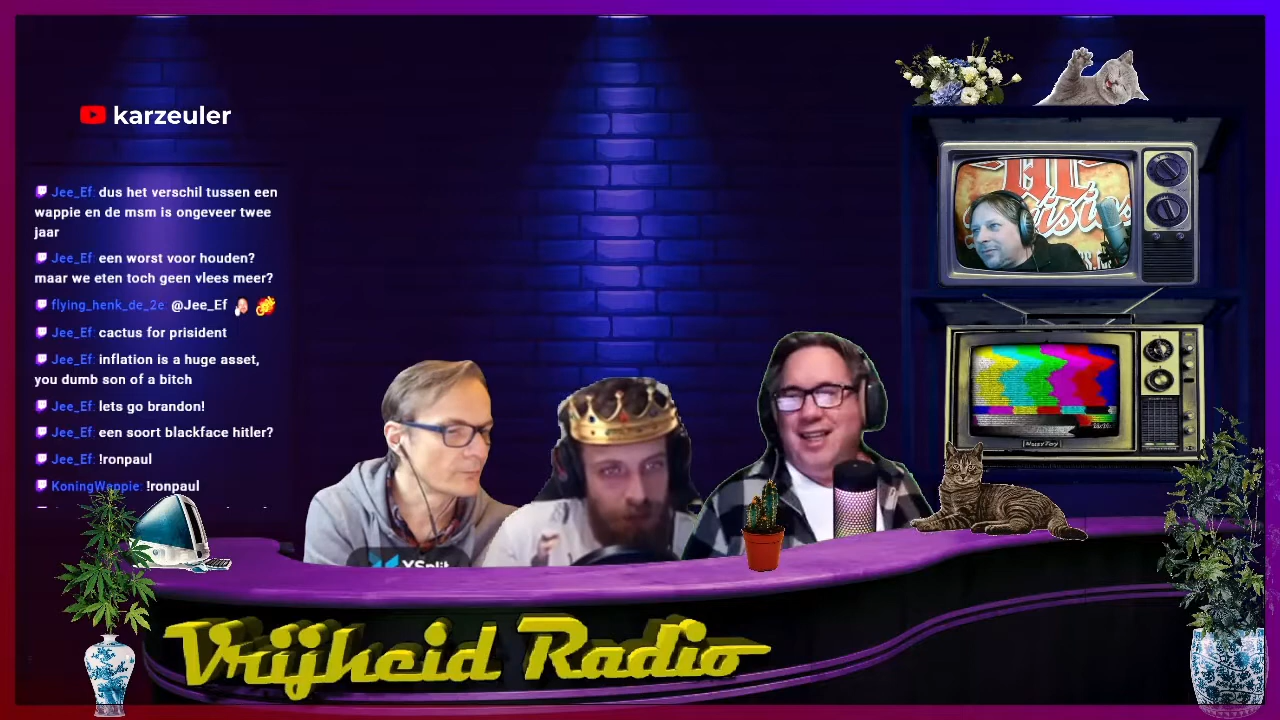 karzeuler
Jee_Ef: dus het verschil tussen een
wappie en de msm is ongeveer twee
jaar
Jee_Ef: een worst voor houden?
maar we eten toch geen vlees meer?
flying_henk_de_2e: @Jee_Ef
Jee_Ef: cactus for prisident
Jee_Ef: inflation is a huge asset,
you dumb son of a bitch
Jee_Ef: lets go brandon!
Jee_Ef: een soort blackface hitler?
Jee_Ef: !ronpaul
KoningWappie: !ronpaul
XSplit
Vrijheid Radio